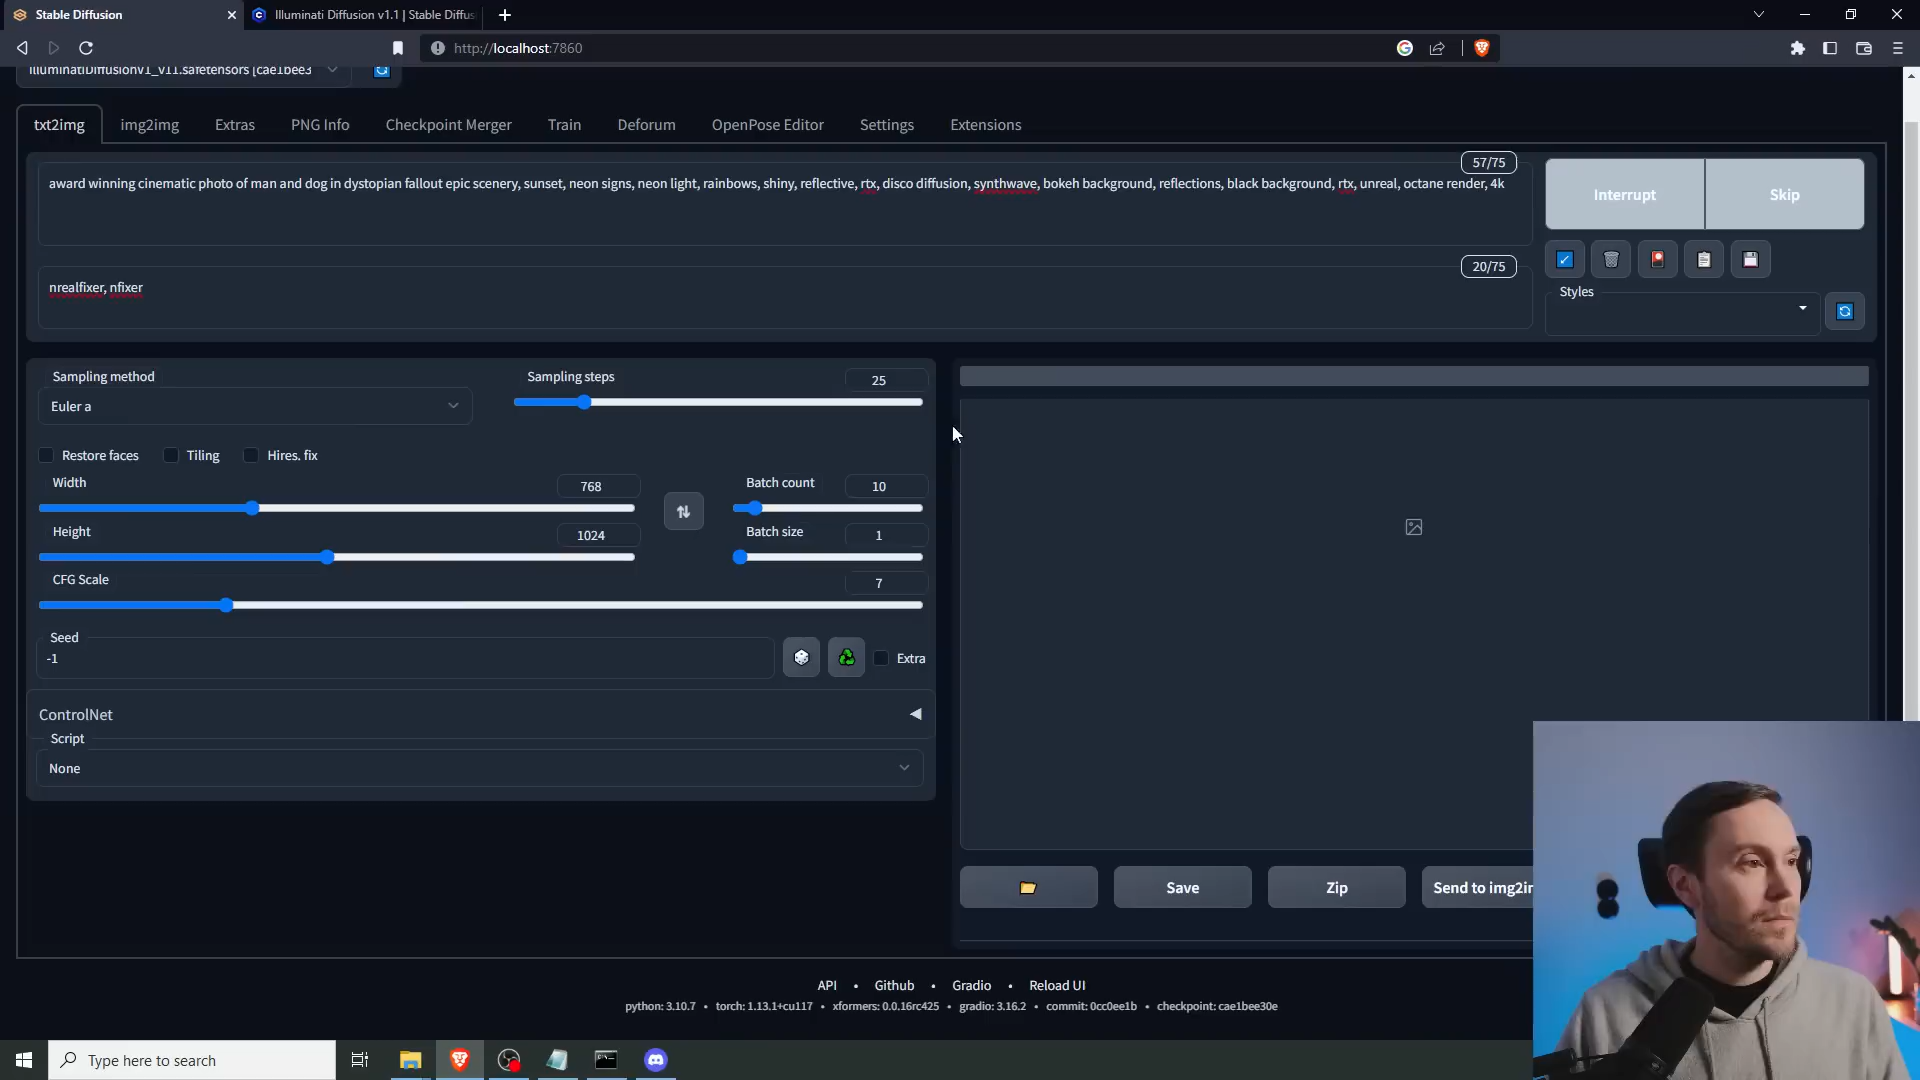 Stable Diffusion
Illuminati Diffusion v1.1 | Stable Diffus
http://localhost:7860
IlluminatiDiffusionV1_v11.safetensors [cae1bee3
txt2img
img2img
Extras
PNG Info
Checkpoint Merger
Train
Deforum
OpenPose Editor
Settings
Extensions
57/75
award winning cinematic photo of man and dog in dystopian fallout epic scenery, sunset, neon signs, neon light, rainbows, shiny, reflective, rtx, disco diffusion, synthwave, bokeh background, reflections, black background, rtx, unreal, octane render, 4k
Interrupt
Skip
20/75
nrealfixer, nfixer
Styles
Sampling method
Euler a
Sampling steps
25
Restore faces
Tiling
Hires. fix
Width
768
Batch count
10
Height
1024
Batch size
1
CFG Scale
7
Seed
-1
Extra
ControlNet
Script
None
Save
Zip
Send to img2im
API • Github • Gradio • Reload UI
python: 3.10.7 • torch: 1.13.1+cu117 • xformers: 0.0.16rc425 • gradio: 3.16.2 • commit: 0cc0ee1b • checkpoint: cae1bee30e
Type here to search